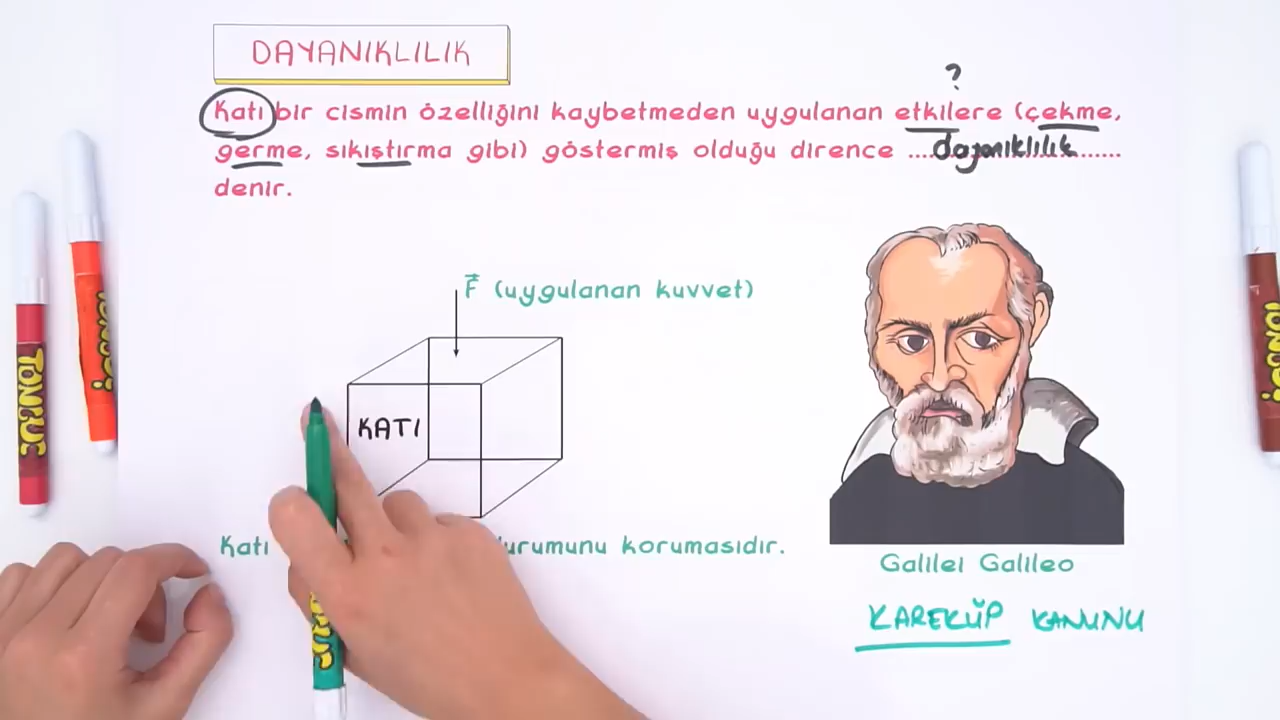 DAYANIKLILIK
?
Katı bir cismin özelliğini kaybetmeden uygulanan etkilere (çekme,
germe, sıkıştırma gibi) göstermiş olduğu dirence ....dayanıklılık......
denir.
F (uygulanan kuvvet)
KATI
Katı durumunu korumasıdır.
Galilei Galileo
KAREKÜP KANUNU
TONGUÇ